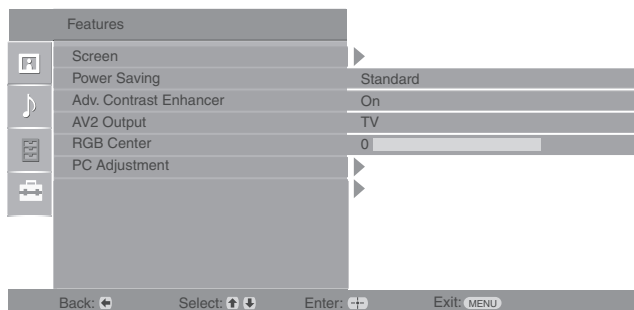 Features
Screen
Power Saving Standard
Adv. Contrast Enhancer On
AV2 Output TV
RGB Center 0
PC Adjustment
Back: Select: Enter: Exit: MENU